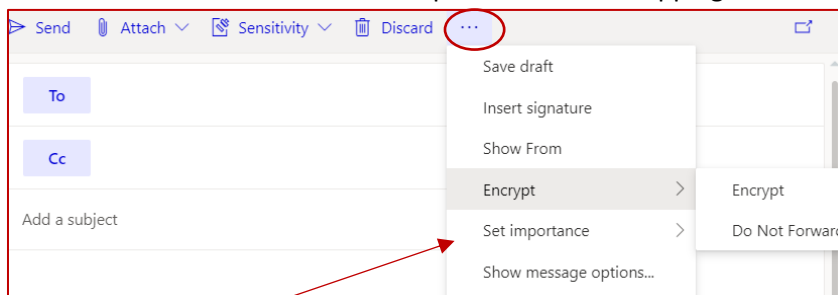 Send Attach Sensitivity Discard ...
Save draft
To
Insert signature
Show From
Cc
Encrypt Encrypt
Add a subject
Set importance Do Not Forward
Show message options...